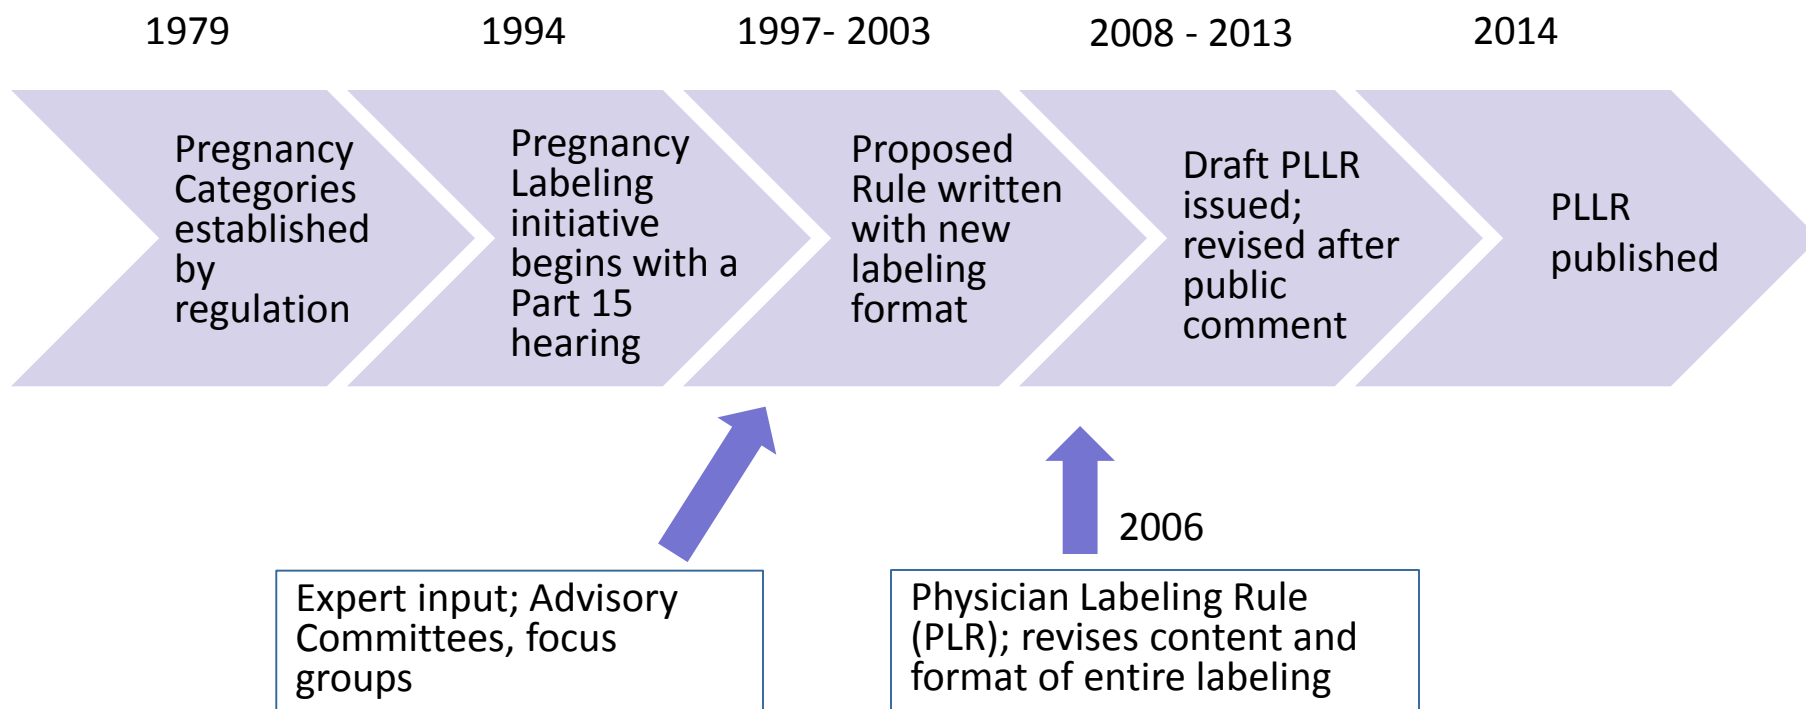 1979
1994
1997- 2003
2008 - 2013
2014
Pregnancy
Categories
established
by
regulation
Pregnancy
Labeling
initiative
begins with a
Part 15
hearing
Proposed
Rule written
with new
labeling
format
Draft PLLR
issued;
revised after
public
comment
PLLR
published
Expert input; Advisory
Committees, focus
groups
2006
Physician Labeling Rule
(PLR); revises content and
format of entire labeling